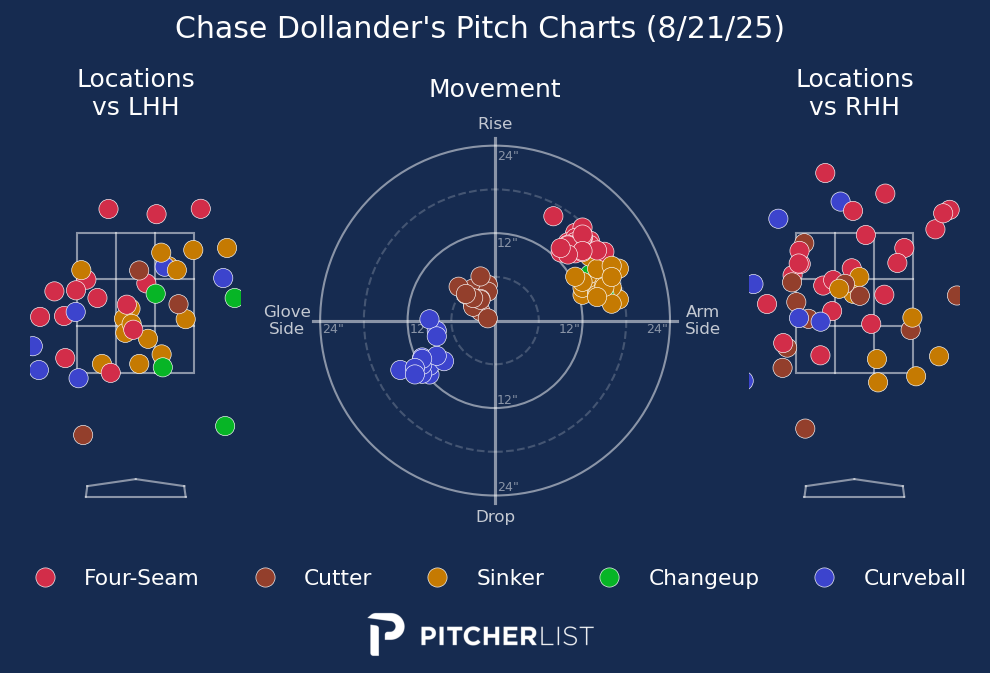 Chase Dollander's Pitch Charts (8/21/25)
Locations
vs LHH
Movement
Locations
vs RHH
Rise
24"
12"
Glove
Side
24"
12"
12"
24"
Arm
Side
12"
24"
Drop
Four-Seam
Cutter
Sinker
Changeup
Curveball
PITCHERLIST